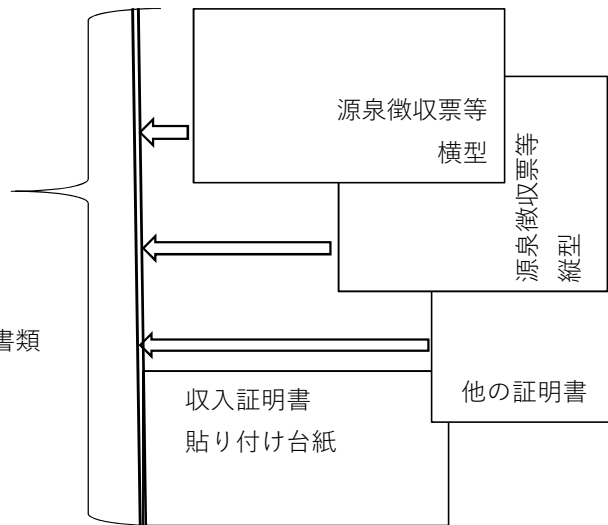 源泉徴収票等
横型
源泉徴収票等
縦型
書類
他の証明書
収入証明書
貼り付け台紙